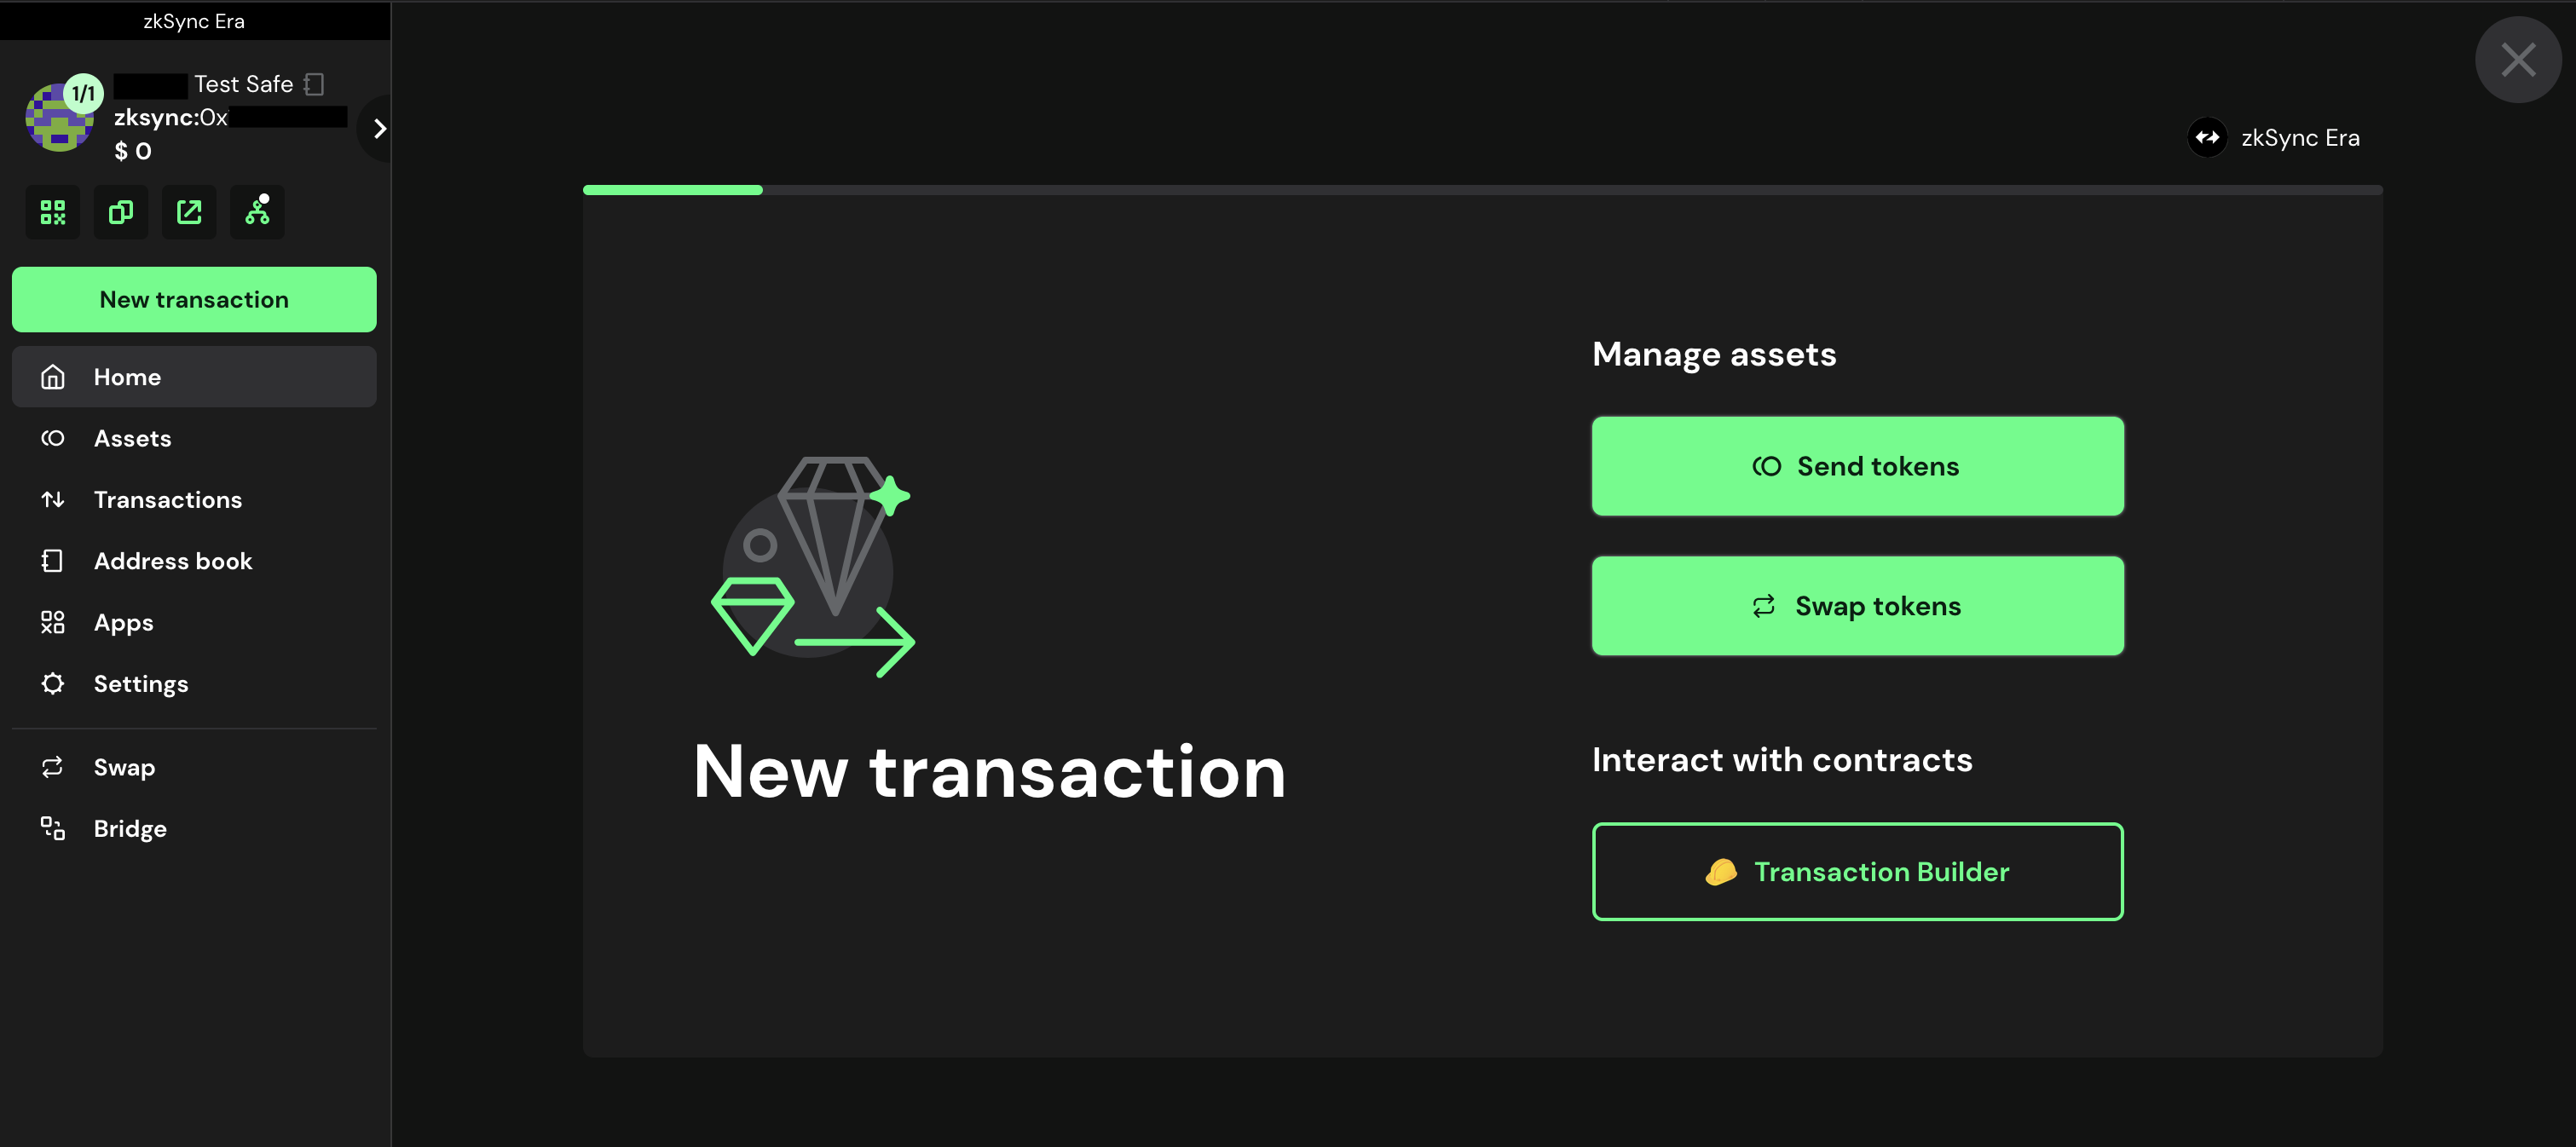 zkSync Era
1/1
Test Safe
zksync:0x
$ 0
New transaction
Home
Assets
Transactions
Address book
Apps
Settings
Swap
Bridge
zkSync Era
New transaction
Manage assets
Send tokens
Swap tokens
Interact with contracts
Transaction Builder